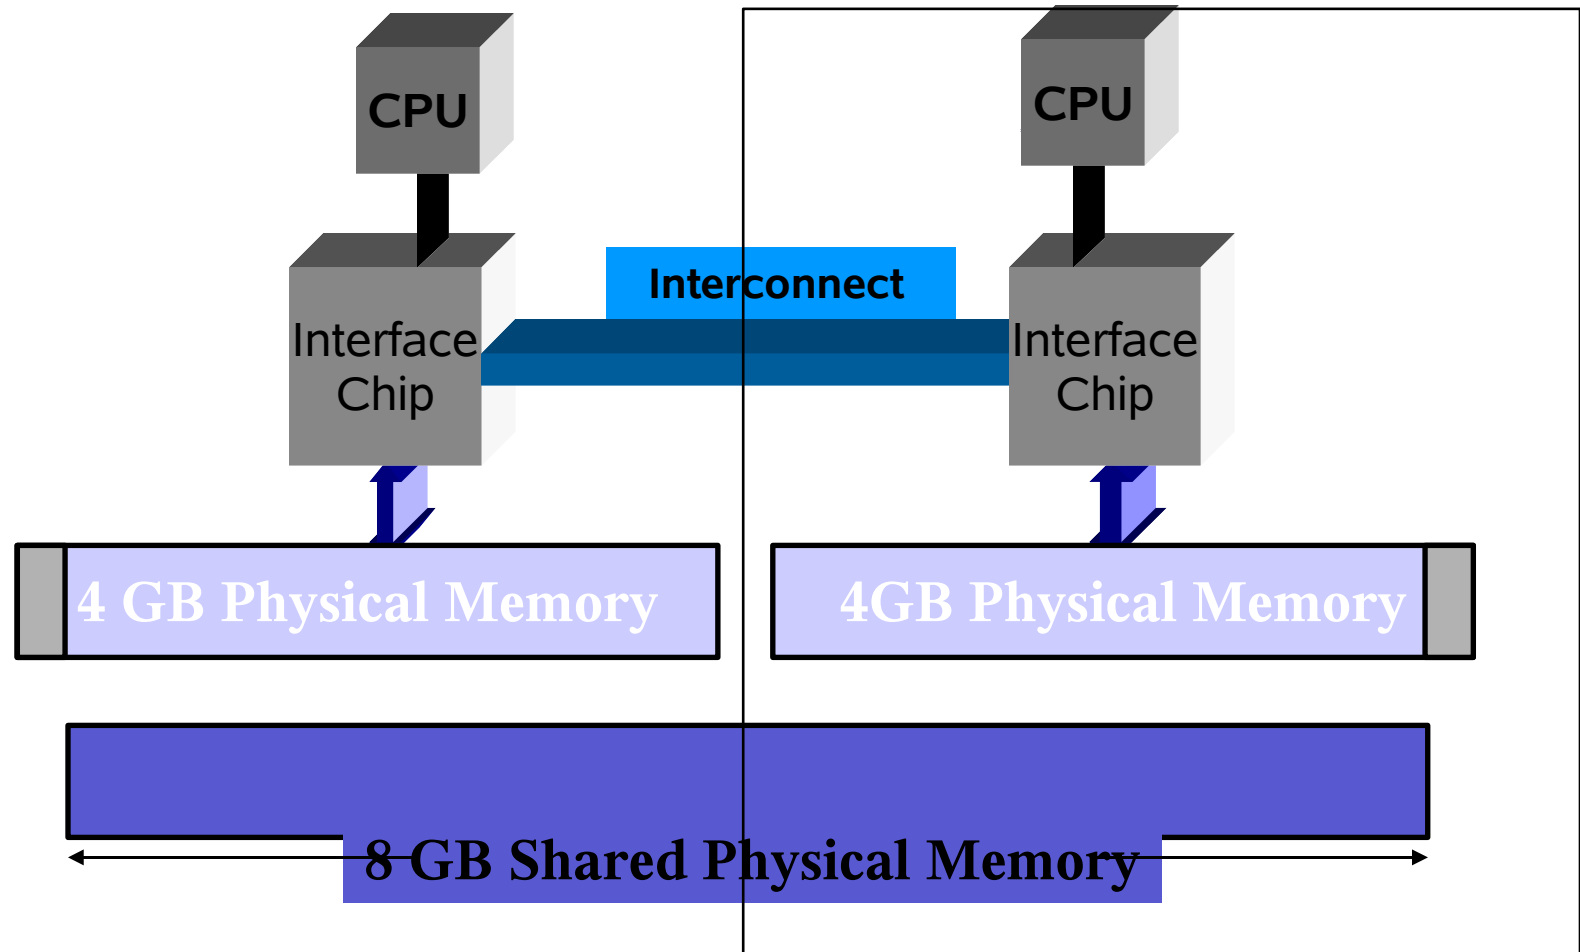 CPU
CPU
Interconnect
Interface
Chip
Interface
Chip
4 GB Physical Memory
4GB Physical Memory
8 GB Shared Physical Memory